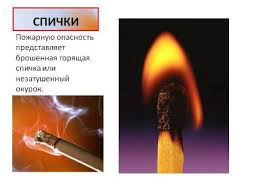 СПИЧКИ
Пожарную опасность
представляет
брошенная горящая
спичка или
незатушенный
окурок.